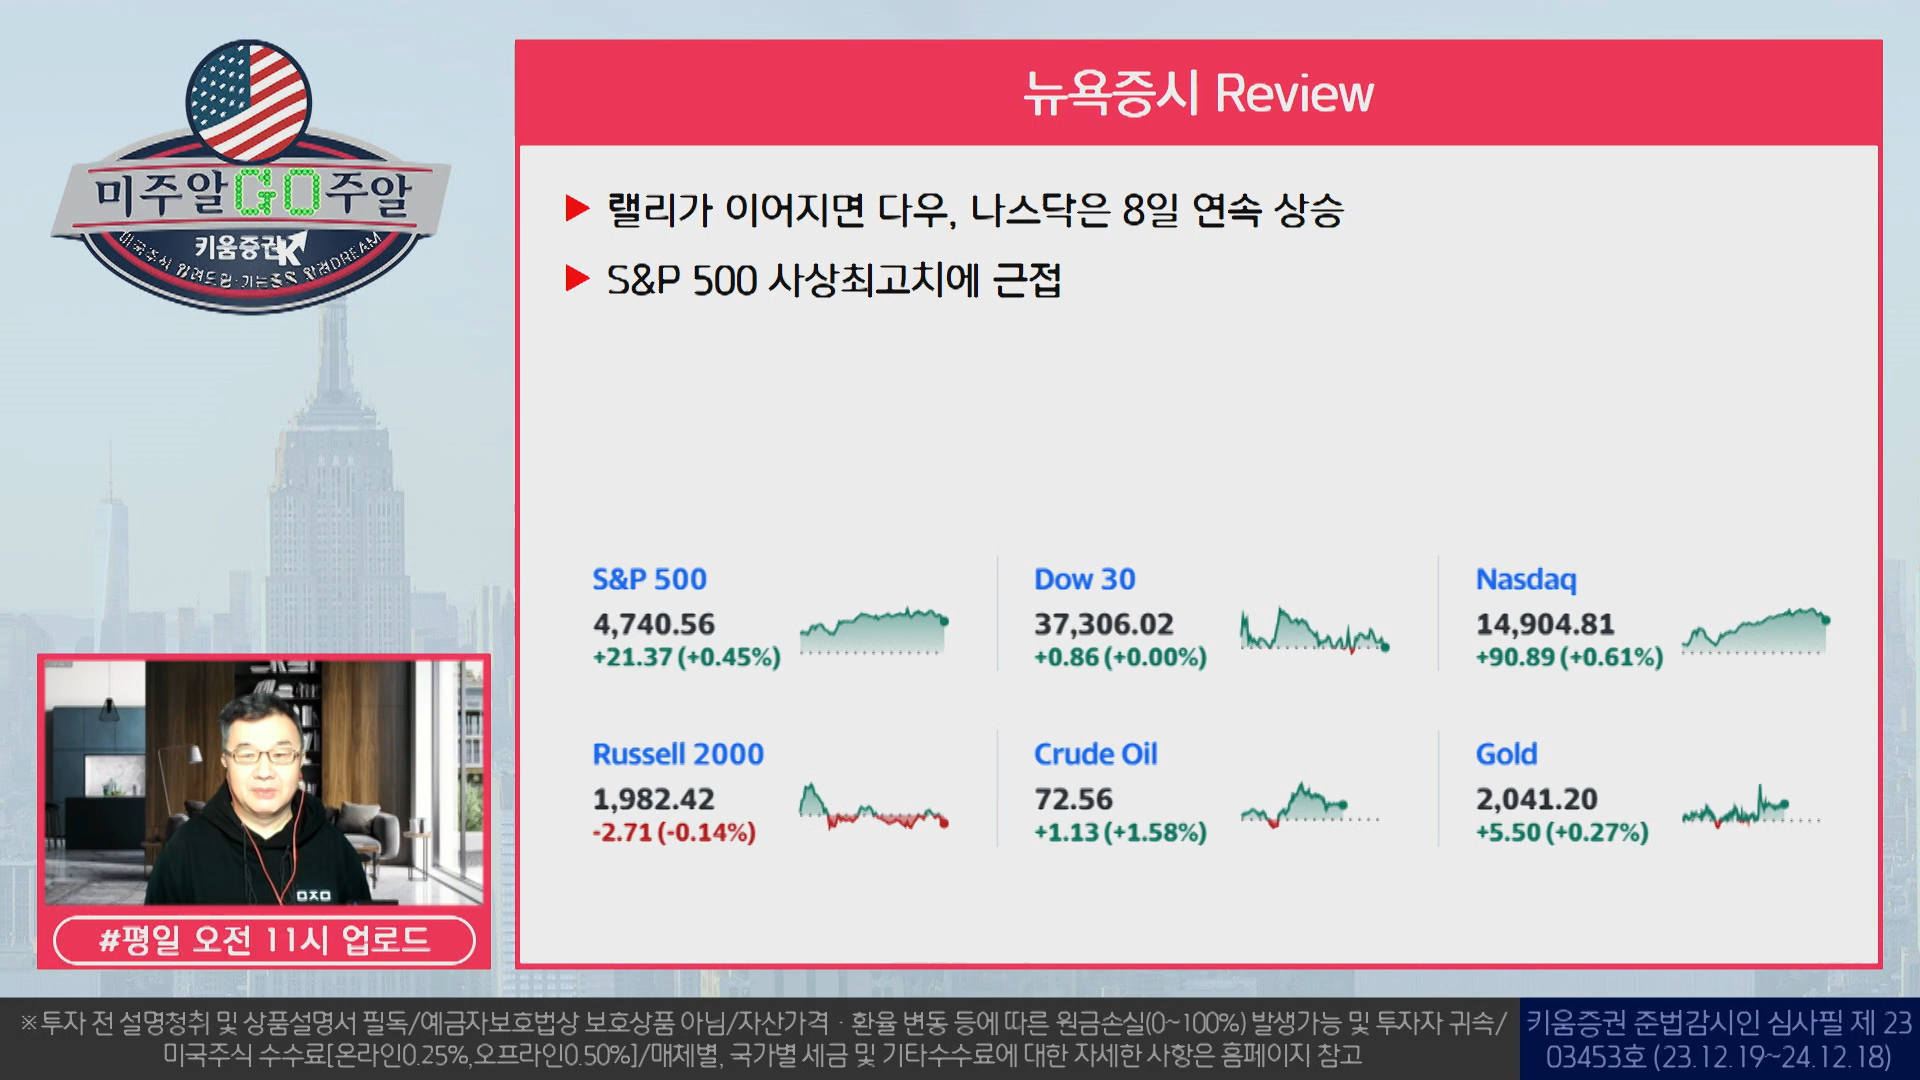 미주알GO주알
키움증권
뉴욕증시 Review
▶ 랠리가 이어지면 다우, 나스닥은 8일 연속 상승
▶ S&P 500 사상최고치에 근접
S&P 500
4,740.56
+21.37 (+0.45%)
Dow 30
37,306.02
+0.86 (+0.00%)
Nasdaq
14,904.81
+90.89 (+0.61%)
Russell 2000
1,982.42
-2.71 (-0.14%)
Crude Oil
72.56
+1.13 (+1.58%)
Gold
2,041.20
+5.50 (+0.27%)
ㅁㅈㅇ
#평일 오전 11시 업로드
※투자 전 설명청취 및 상품설명서 필독/예금자보호법상 보호상품 아님/자산가격 · 환율 변동 등에 따른 원금손실(0~100%) 발생가능 및 투자자 귀속/
미국주식 수수료[온라인0.25%,오프라인0.50%]/매체별, 국가별 세금 및 기타수수료에 대한 자세한 사항은 홈페이지 참고
키움증권 준법감시인 심사필 제 23
03453호 (23.12.19~24.12.18)